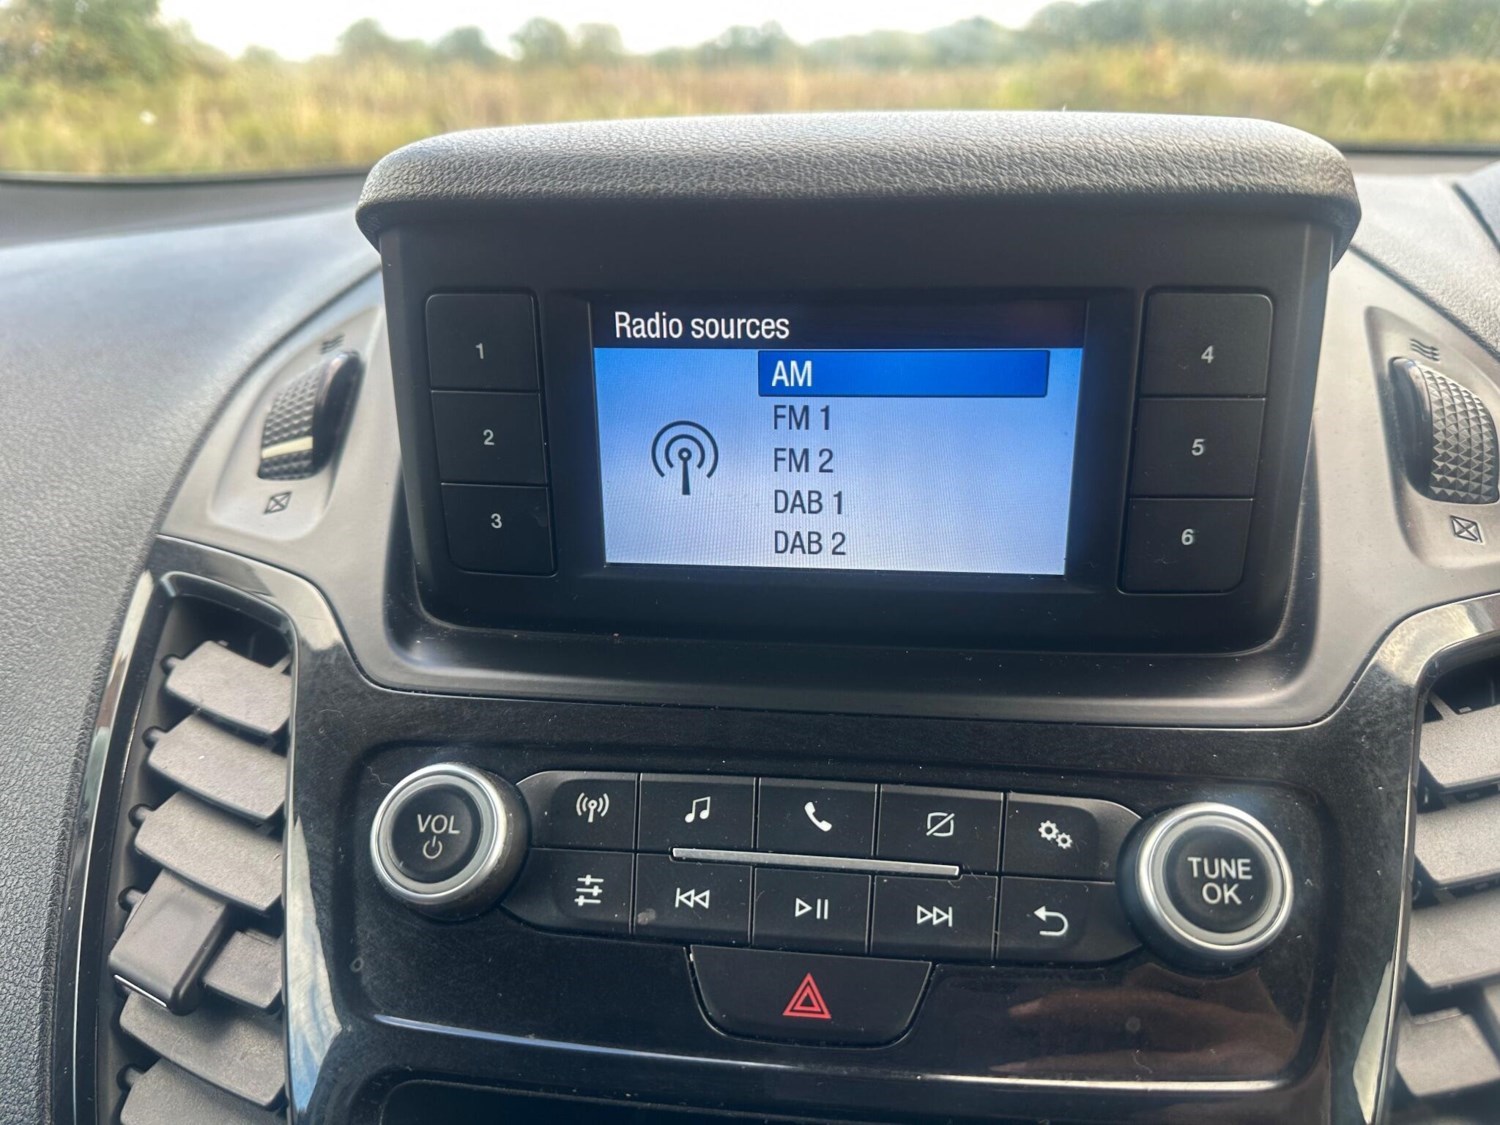 Radio sources
AM
FM 1
FM 2
DAB 1
DAB 2
1
2
3
4
5
6
VOL
TUNE
OK